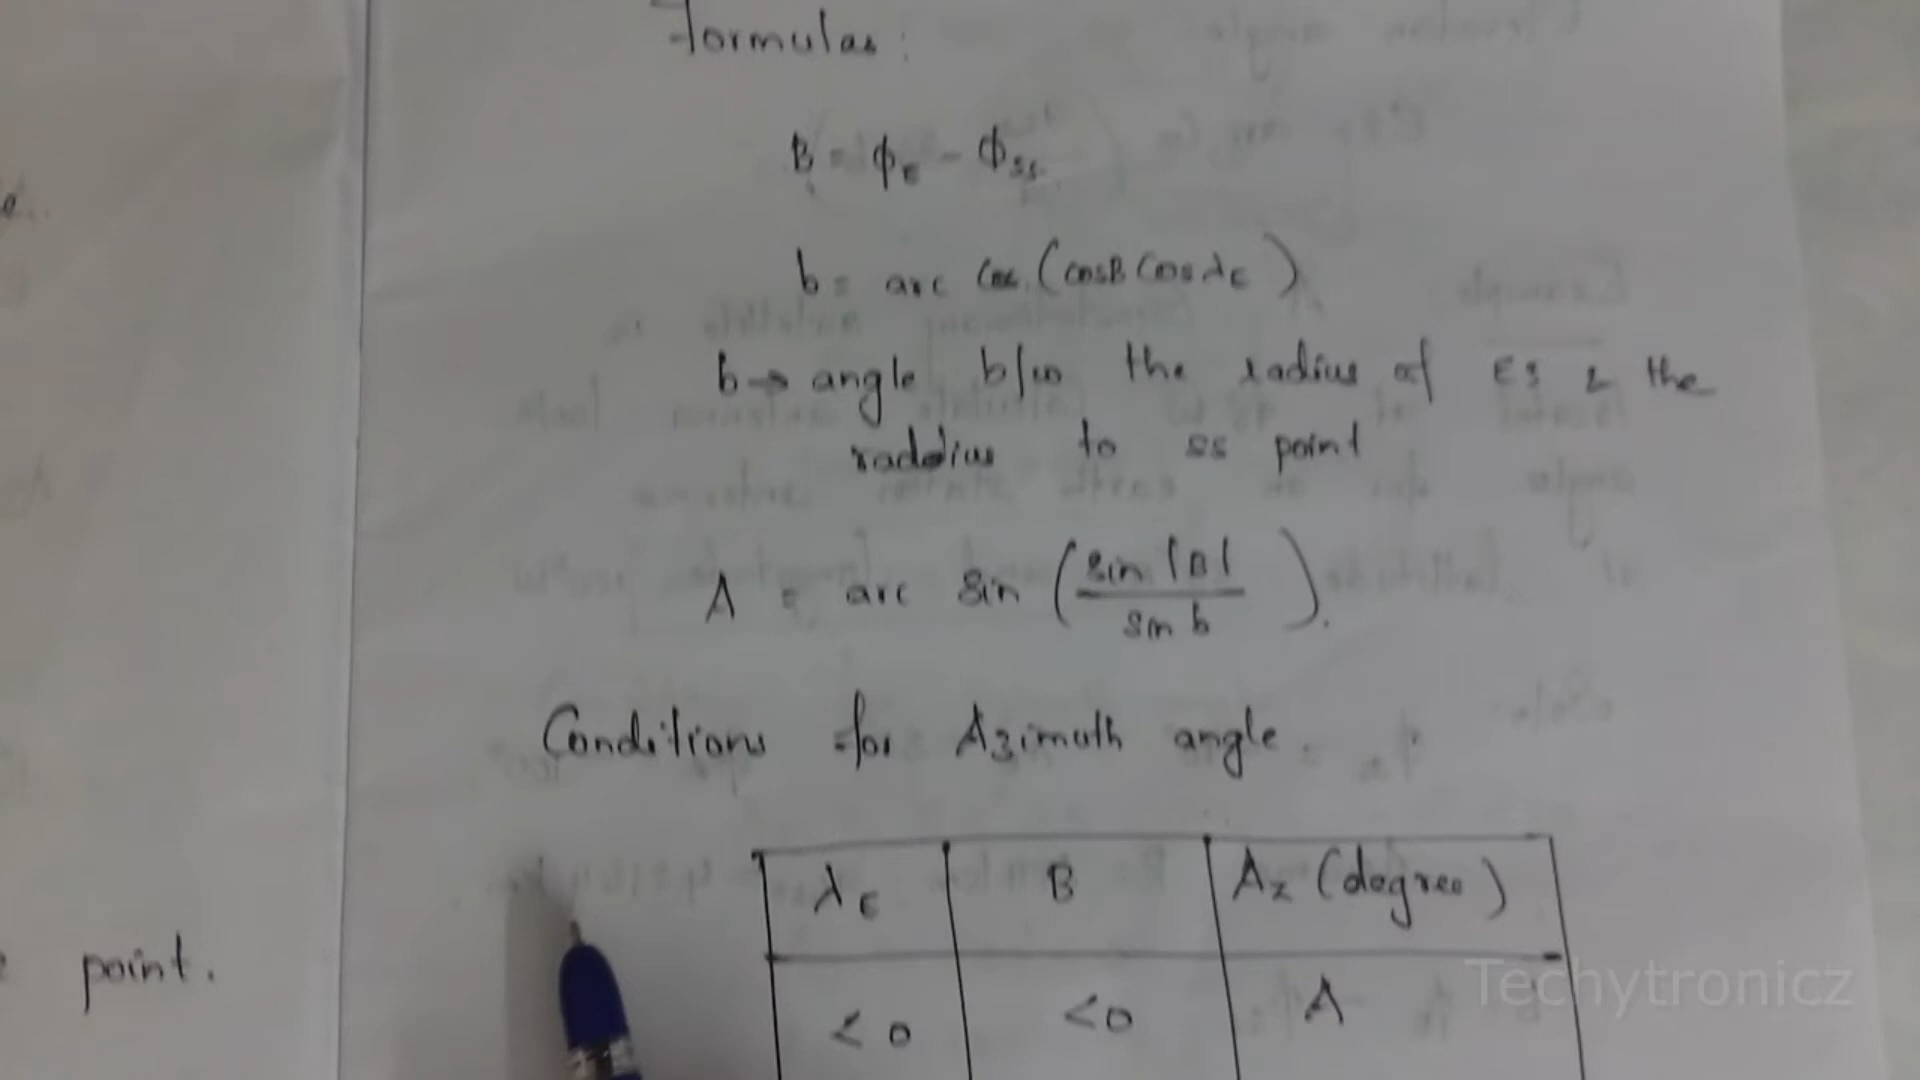 Formulas:
B = ϕE - ϕss
b = arc cos (cosB cosλE)
b → angle b/w the radius of ES & the
raddius to ss point
A = arc sin (sin |B| / sin b).
Conditions for Azimuth angle
λE B Az (degree)
<0 <0 A
point.
Techytronicz